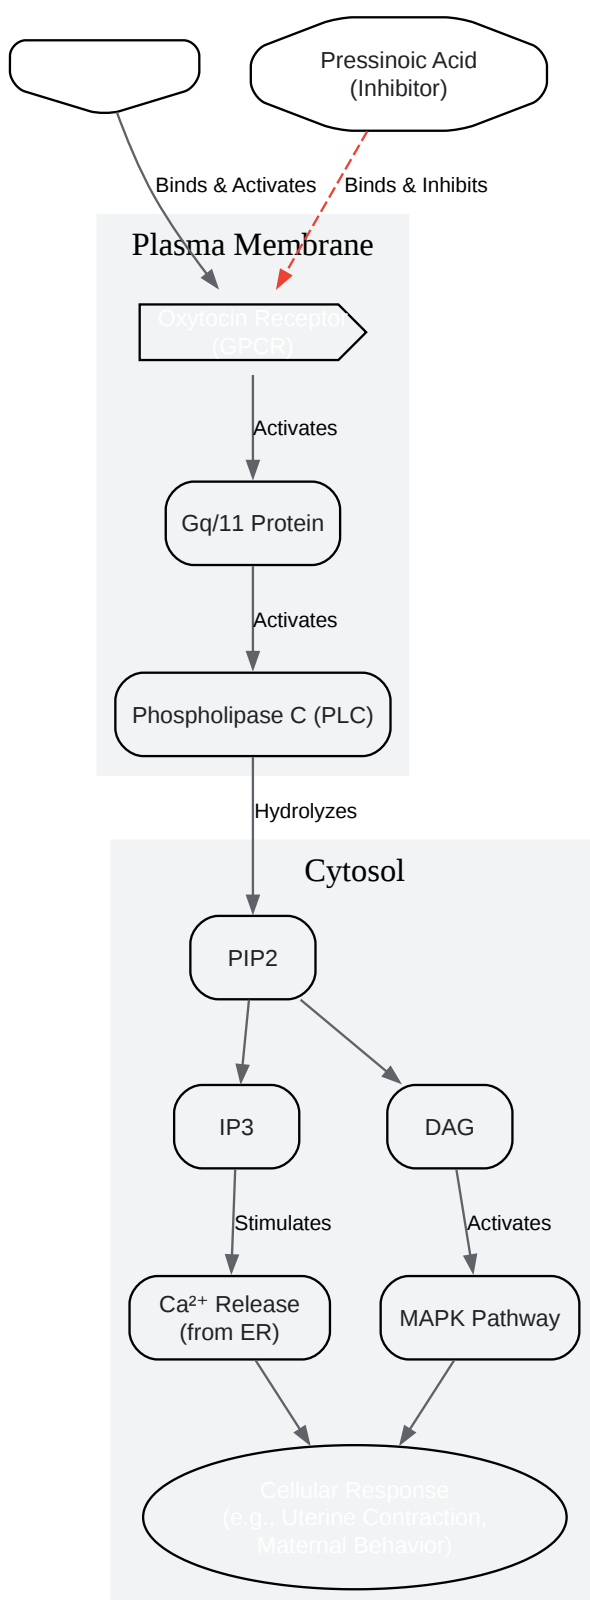 Pressinoic Acid
(Inhibitor)
Binds & Activates
Binds & Inhibits
Plasma Membrane
Oxytocin Receptor
(GPCR)
Activates
Gq/11 Protein
Activates
Phospholipase C (PLC)
Hydrolyzes
Cytosol
PIP2
IP3
DAG
Stimulates
Activates
Ca²⁺ Release
(from ER)
MAPK Pathway
Cellular Response
(e.g., Uterine Contraction,
Maternal Behavior)